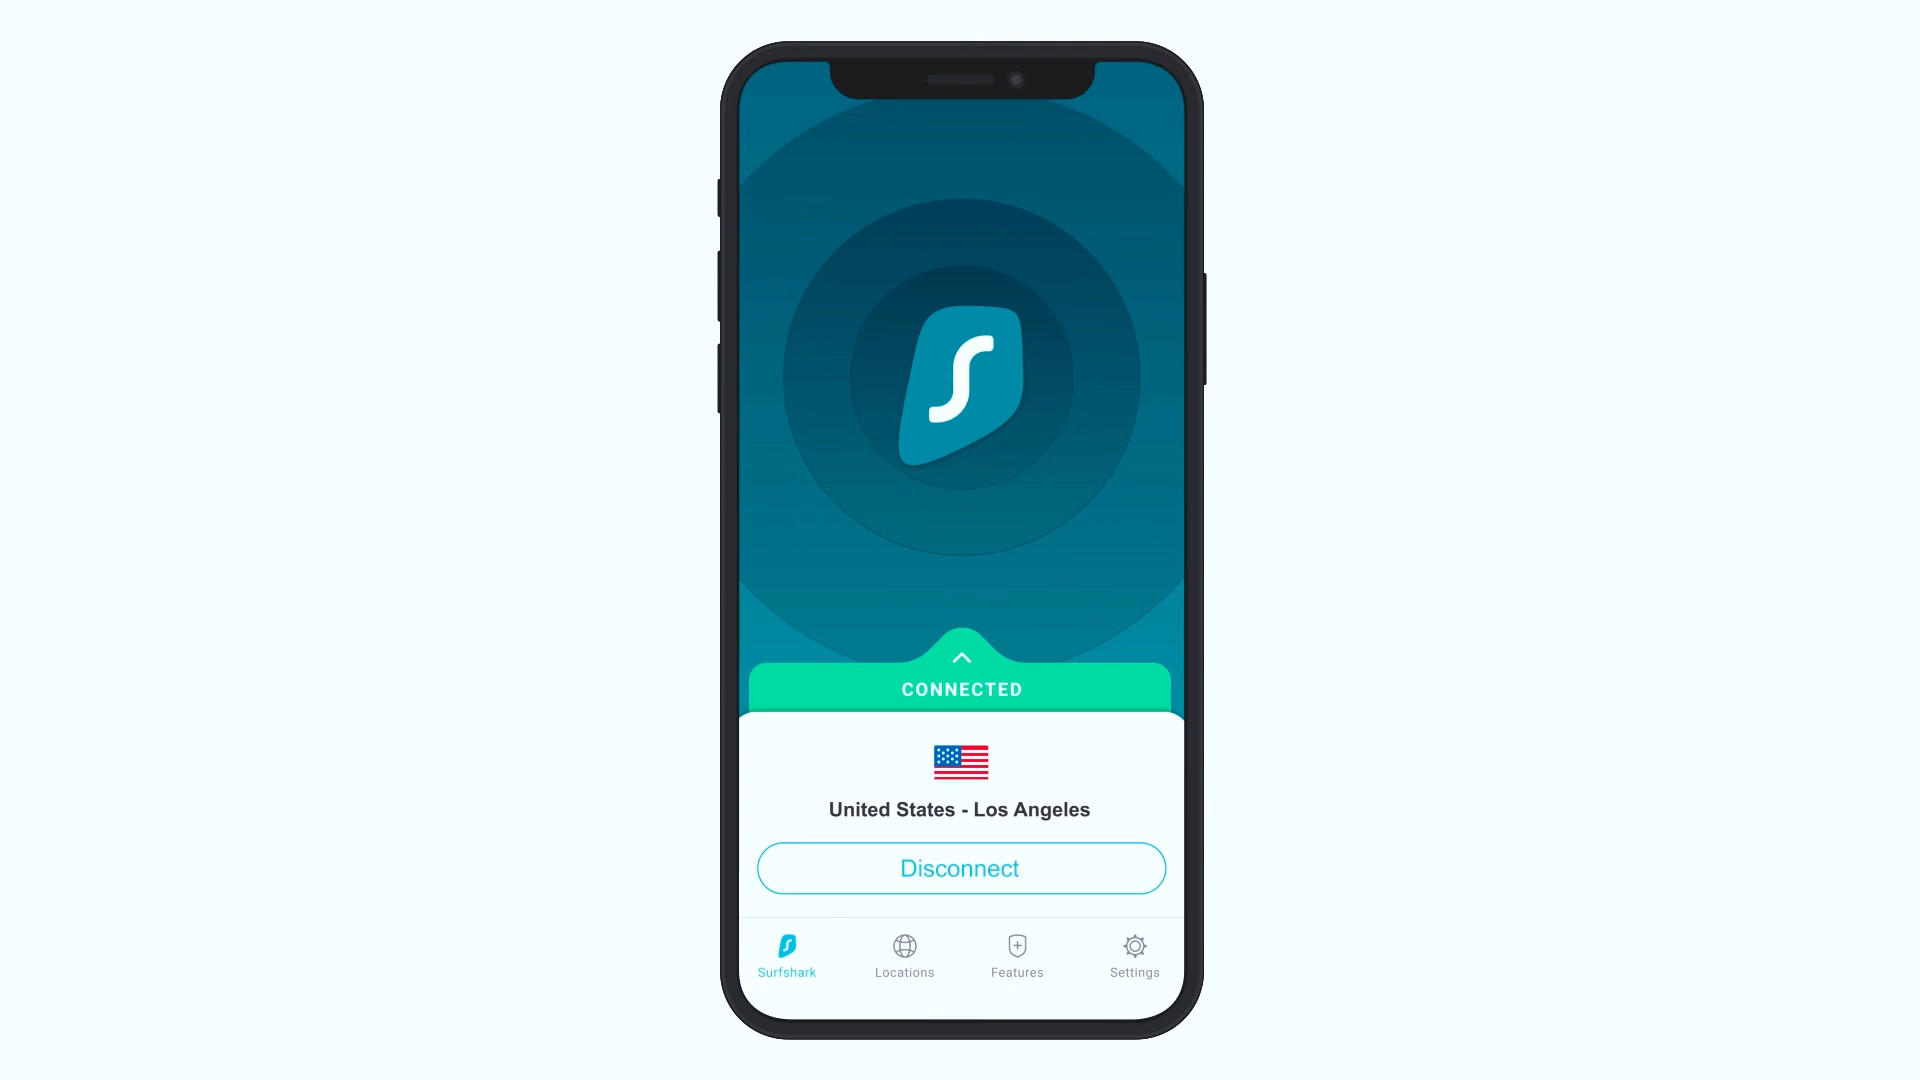 CONNECTED
United States - Los Angeles
Disconnect
Surfshark
Locations
Features
Settings